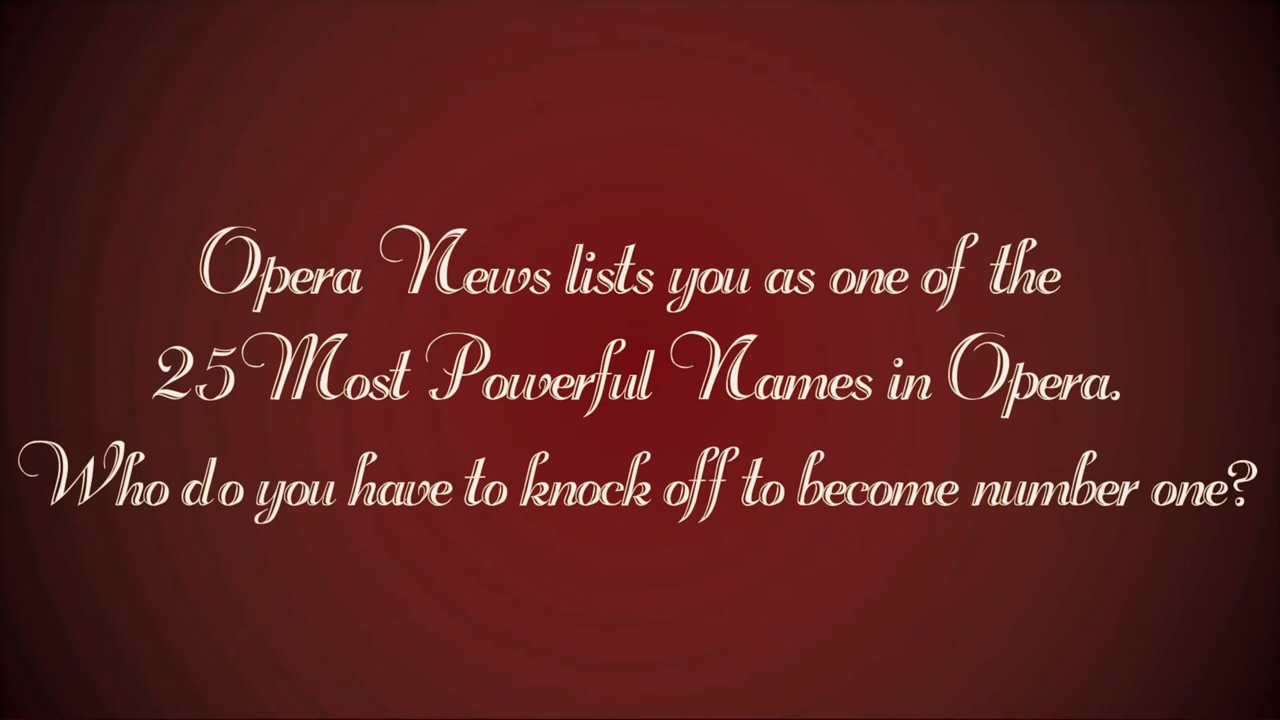 Opera News lists you as one of the
25 Most Powerful Names in Opera.
Who do you have to knock off to become number one?